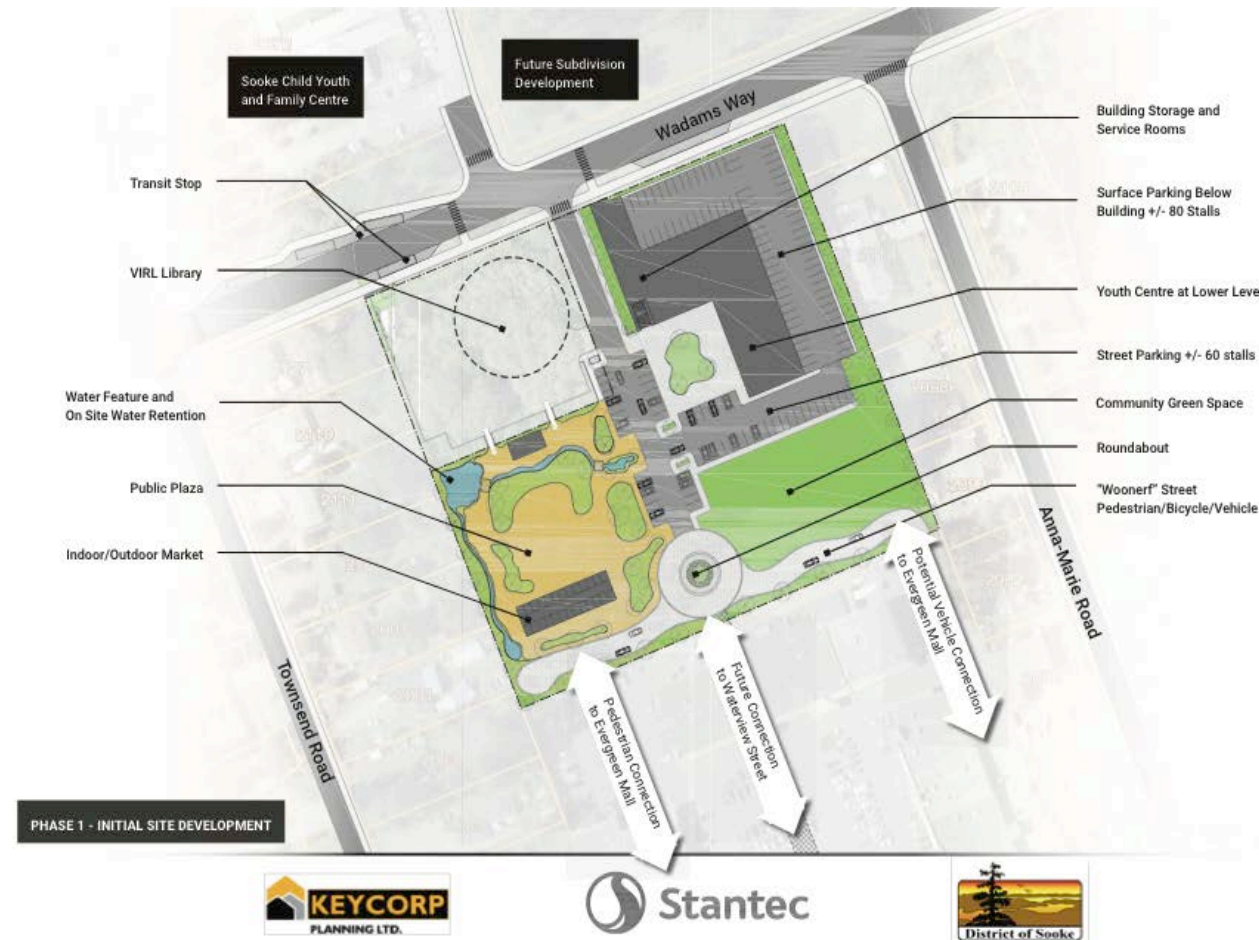 Sooke Child Youth
and Family Centre
Future Subdivision
Development
Wadams Way
Transit Stop
VIRL Library
Water Feature and
On Site Water Retention
Public Plaza
Indoor/Outdoor Market
Building Storage and
Service Rooms
Surface Parking Below
Building +/- 80 Stalls
Youth Centre at Lower Leve
Street Parking +/- 60 stalls
Community Green Space
Roundabout
"Woonerf" Street
Pedestrian/Bicycle/Vehicle
Townsend Road
Anna-Marie Road
Pedestrian Connection
to Evergreen Mall
Future Connection
to Waterview Street
Potential Vehicle Connection
to Evergreen Mall
PHASE 1 - INITIAL SITE DEVELOPMENT
KEYCORP
PLANNING LTD.
Stantec
District of Sooke